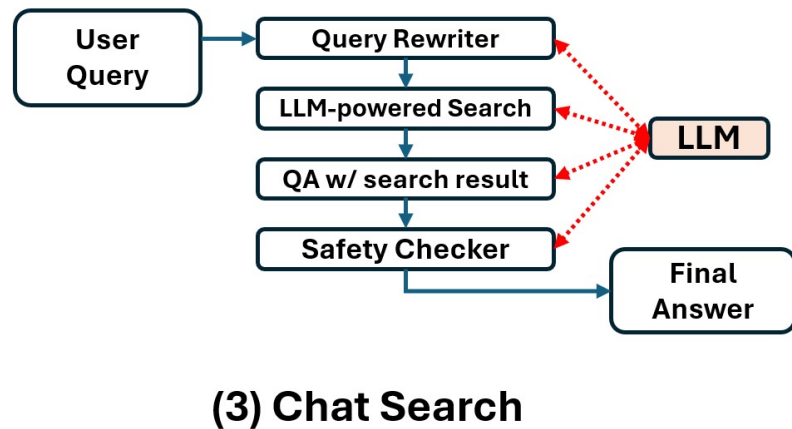 User
Query
Query Rewriter
LLM-powered Search
LLM
QA w/ search result
Safety Checker
Final
Answer
(3) Chat Search